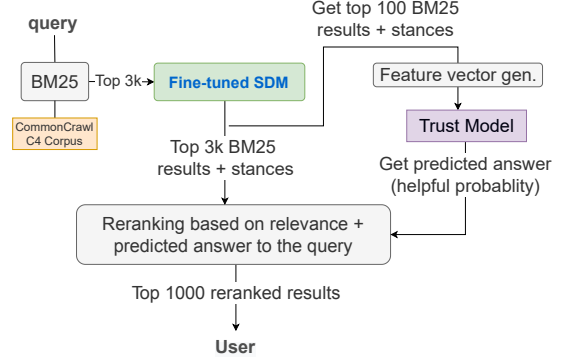 query
BM25
Top 3k
Fine-tuned SDM
CommonCrawl
C4 Corpus
Get top 100 BM25
results + stances
Feature vector gen.
Trust Model
Get predicted answer
(helpful probablity)
Top 3k BM25
results + stances
Reranking based on relevance +
predicted answer to the query
Top 1000 reranked results
User